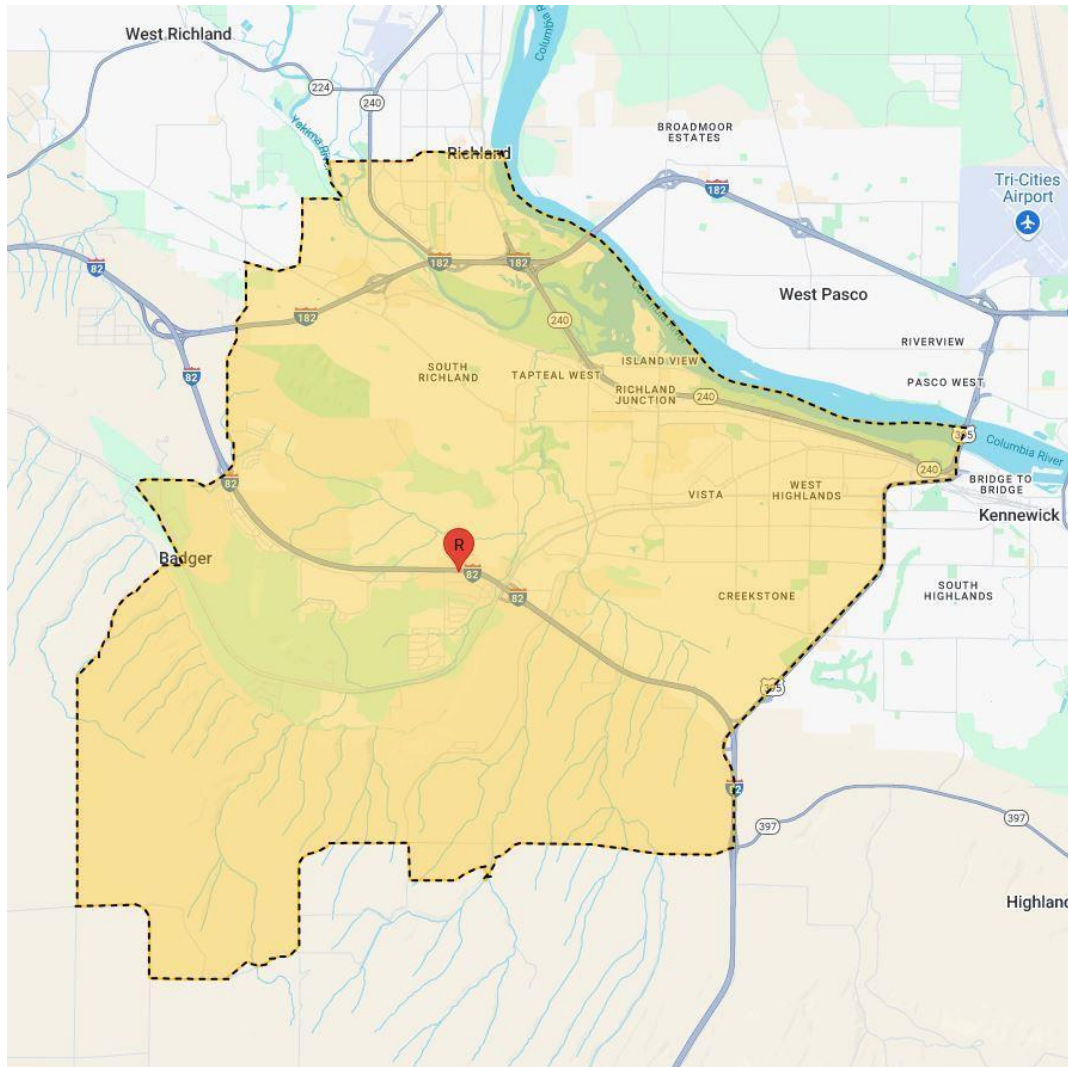 West Richland
Columbia R
224
240
Yakima River
BROADMOOR
ESTATES
Richland
182
Tri-Cities
Airport
82
240
182
182
West Pasco
182
240
RIVERVIEW
ISLAND VIEW
SOUTH
RICHLAND
TAPTEAL WEST
82
PASCO WEST
RICHLAND
JUNCTION
240
395
Columbia River
240
82
BRIDGE TO
BRIDGE
VISTA
WEST
HIGHLANDS
Kennewick
R
Badger
82
82
CREEKSTONE
SOUTH
HIGHLANDS
395
82
397
397
Highland